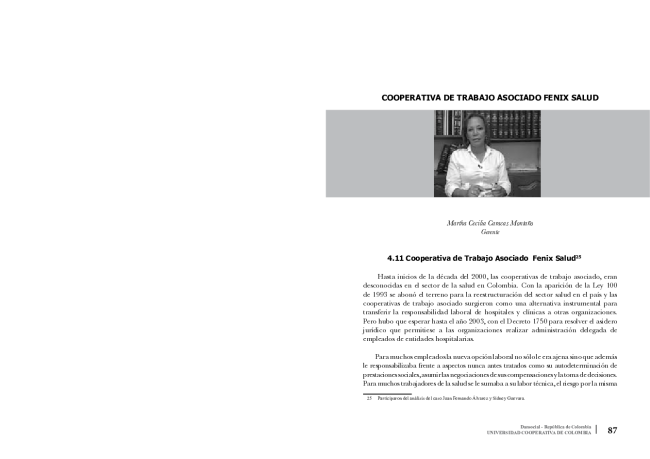 COOPERATIVA DE TRABAJO ASOCIADO FENIX SALUD
Martha Cecilia Caracas Montaño
Gerente
4.11 Cooperativa de Trabajo Asociado Fenix Salud²⁵
Hasta inicios de la década del 2000, las cooperativas de trabajo asociado, eran
desconocidas en el sector de la salud en Colombia. Con la aparición de la Ley 100
de 1993 se abonó el terreno para la reestructuración del sector salud en el país y las
cooperativas de trabajo asociado surgieron como una alternativa instrumental para
transferir la responsabilidad laboral de hospitales y clínicas a otras organizaciones.
Pero hubo que esperar hasta el año 2003, con el Decreto 1750 para resolver el asidero
jurídico que permitiese a las organizaciones realizar administración delegada de
empleados de entidades hospitalarias.
Para muchos empleados la nueva opción laboral no sólo le era ajena sino que además
le responsabilizaba frente a aspectos nunca antes tratados como su autodeterminación de
prestaciones sociales, asumir las negociaciones de sus compensaciones y la toma de decisiones.
Para muchos trabajadores de la salud se le sumaba a su labor técnica, el riesgo por la misma
25 Participaron del análisis del caso Juan Fernando Álvarez y Sidney Guevara.
Dansocial - República de Colombia
UNIVERSIDAD COOPERATIVA DE COLOMBIA
87